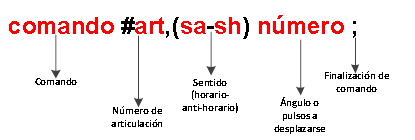 comando #art,(sa-sh) número ;
Comando
Número de
articulación
Sentido
(horario-
anti-horario)
Ángulo o
pulsos a
desplazarse
Finalización de
comando